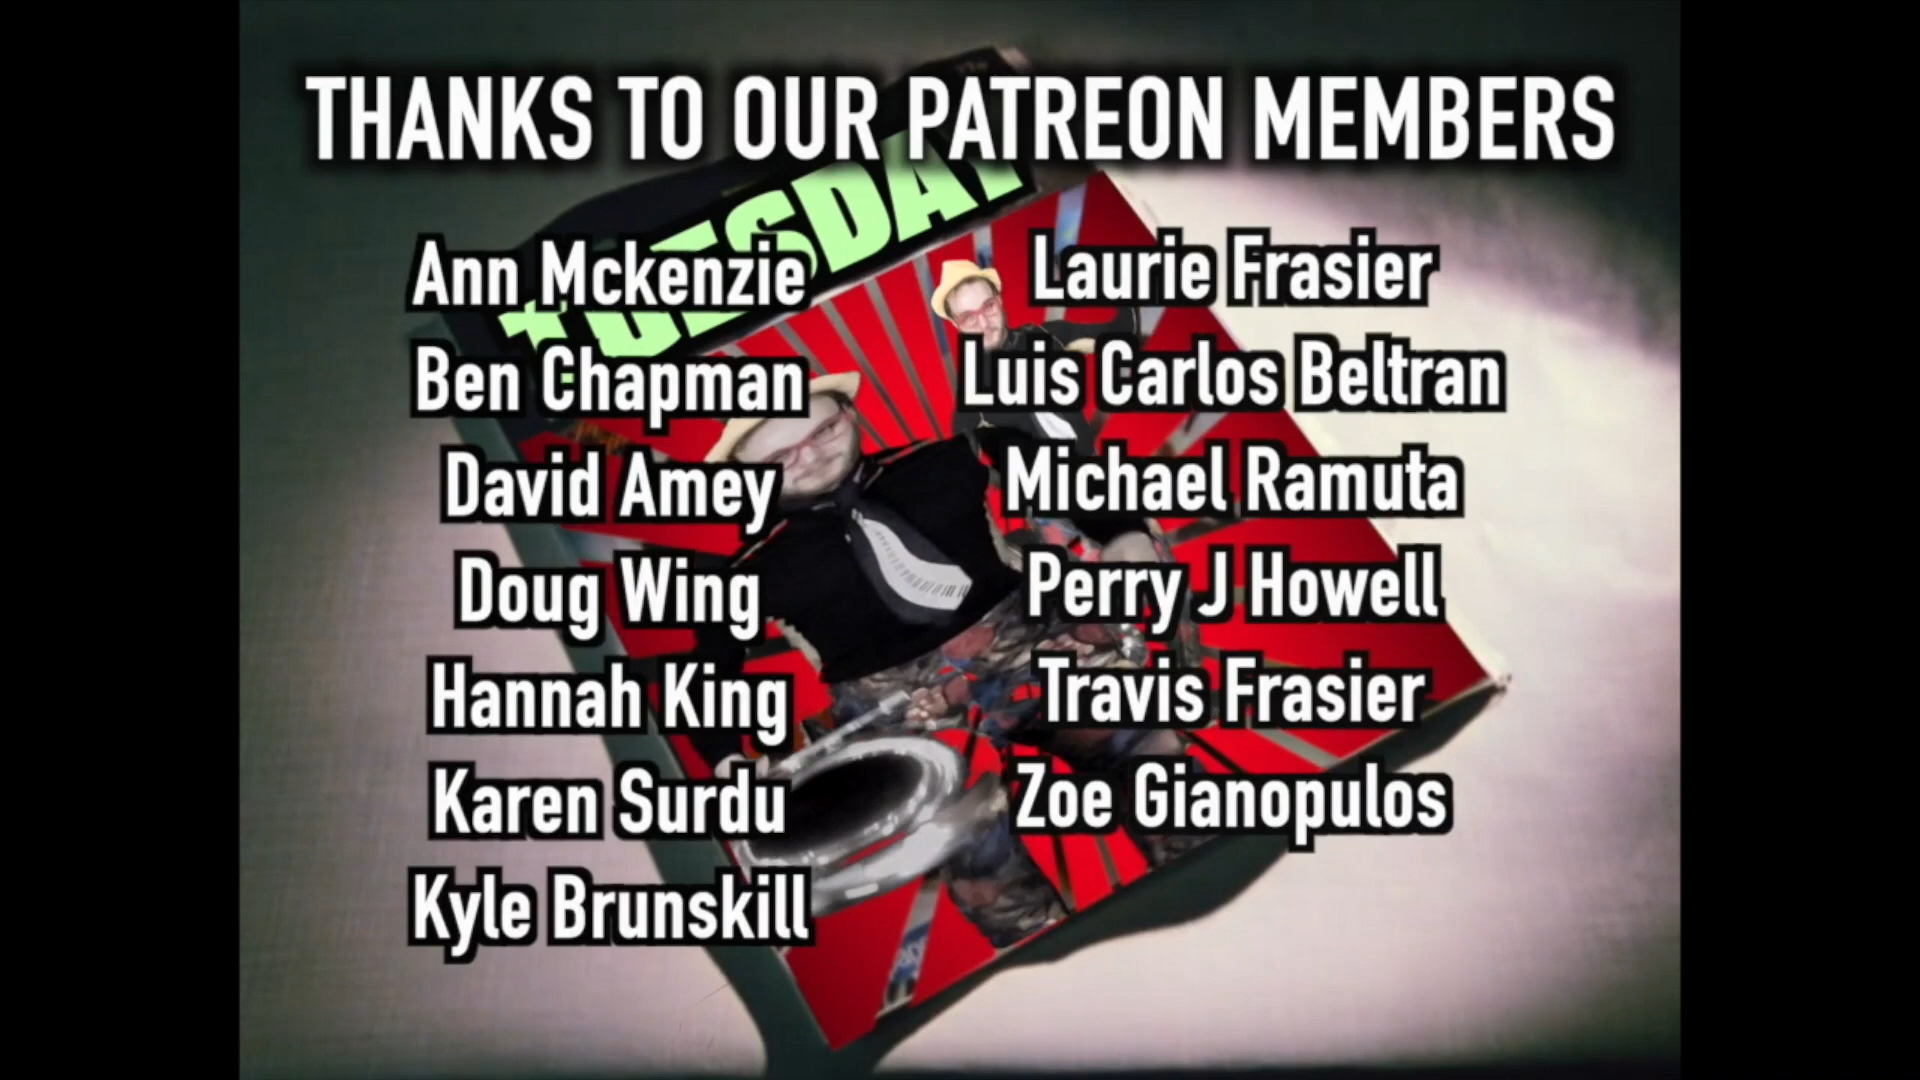 THANKS TO OUR PATREON MEMBERS
TUESDAY
Ann Mckenzie
Ben Chapman
David Amey
Doug Wing
Hannah King
Karen Surdu
Kyle Brunskill
Laurie Frasier
Luis Carlos Beltran
Michael Ramuta
Perry J Howell
Travis Frasier
Zoe Gianopulos